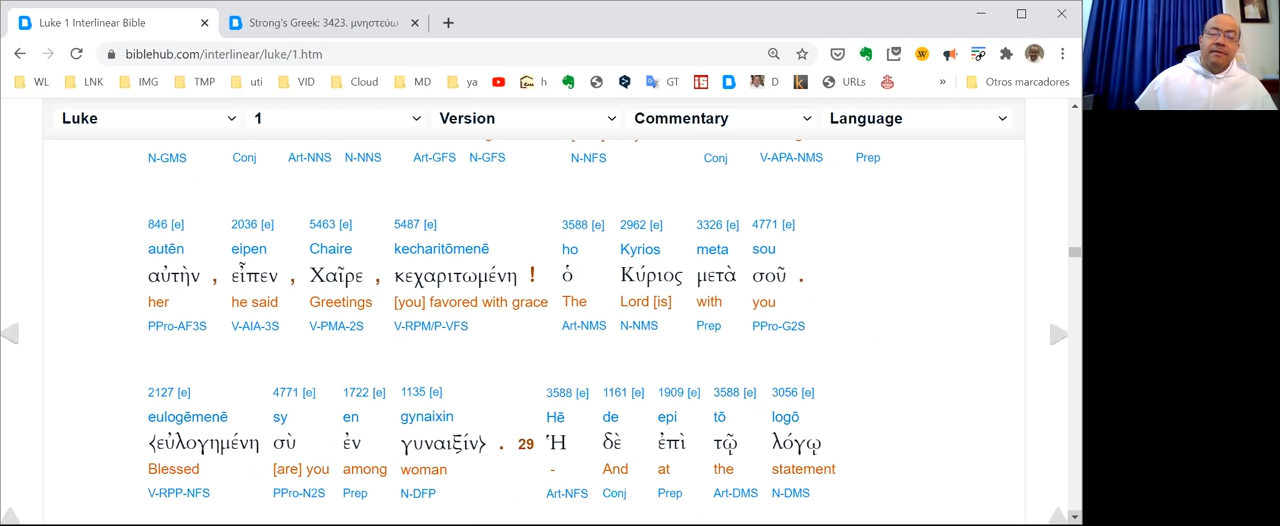 Luke 1 Interlinear Bible × Strong's Greek: 3423. μνηστεύω × +
biblehub.com/interlinear/luke/1.htm
WL LNK IMG TMP uti VID Cloud MD ya h GT D URLs » Otros marcadores
Luke 1 Version Commentary Language
N-GMS Conj Art-NNS N-NNS Art-GFS N-GFS N-NFS Conj V-APA-NMS Prep
846 [e] 2036 [e] 5463 [e] 5487 [e] 3588 [e] 2962 [e] 3326 [e] 4771 [e]
autēn eipen Chaire kecharitōmenē ho Kyrios meta sou
αὐτὴν , εἶπεν , Χαῖρε , κεχαριτωμένη ! ὁ Κύριος μετὰ σοῦ .
her he said Greetings [you] favored with grace The Lord [is] with you
PPro-AF3S V-AIA-3S V-PMA-2S V-RPM/P-VFS Art-NMS N-NMS Prep PPro-G2S
2127 [e] 4771 [e] 1722 [e] 1135 [e] 3588 [e] 1161 [e] 1909 [e] 3588 [e] 3056 [e]
eulogēmenē sy en gynaixin Hē de epi tō logō
⧼εὐλογημένη σὺ ἐν γυναιξίν⧽ . 29 Ἡ δὲ ἐπὶ τῷ λόγῳ
Blessed [are] you among woman - And at the statement
V-RPP-NFS PPro-N2S Prep N-DFP Art-NFS Conj Prep Art-DMS N-DMS